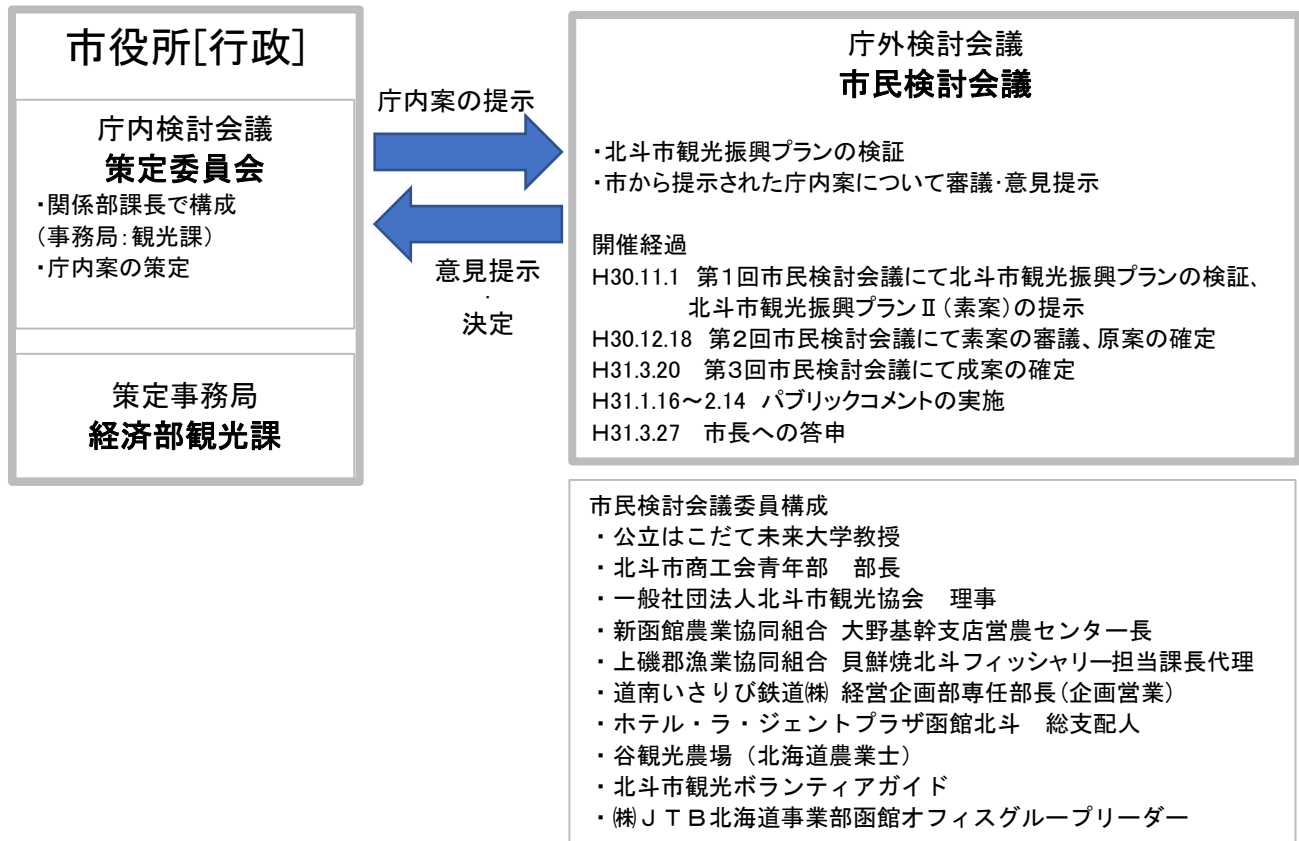 市役所[行政]
庁内検討会議
策定委員会
・関係部課長で構成
（事務局：観光課）
・庁内案の策定
策定事務局
経済部観光課
庁内案の提示
意見提示
・
決定
庁外検討会議
市民検討会議
・北斗市観光振興プランの検証
・市から提示された庁内案について審議・意見提示
開催経過
H30.11.1 第１回市民検討会議にて北斗市観光振興プランの検証、
北斗市観光振興プランⅡ（素案）の提示
H30.12.18 第２回市民検討会議にて素案の審議、原案の確定
H31.3.20 第３回市民検討会議にて成案の確定
H31.1.16～2.14 パブリックコメントの実施
H31.3.27 市長への答申
市民検討会議委員構成
・公立はこだて未来大学教授
・北斗市商工会青年部　部長
・一般社団法人北斗市観光協会　理事
・新函館農業協同組合 大野基幹支店営農センター長
・上磯郡漁業協同組合 貝鮮焼北斗フィッシャリー担当課長代理
・道南いさりび鉄道㈱ 経営企画部専任部長（企画営業）
・ホテル・ラ・ジェントプラザ函館北斗　総支配人
・谷観光農場（北海道農業士）
・北斗市観光ボランティアガイド
・㈱ＪＴＢ北海道事業部函館オフィスグループリーダー